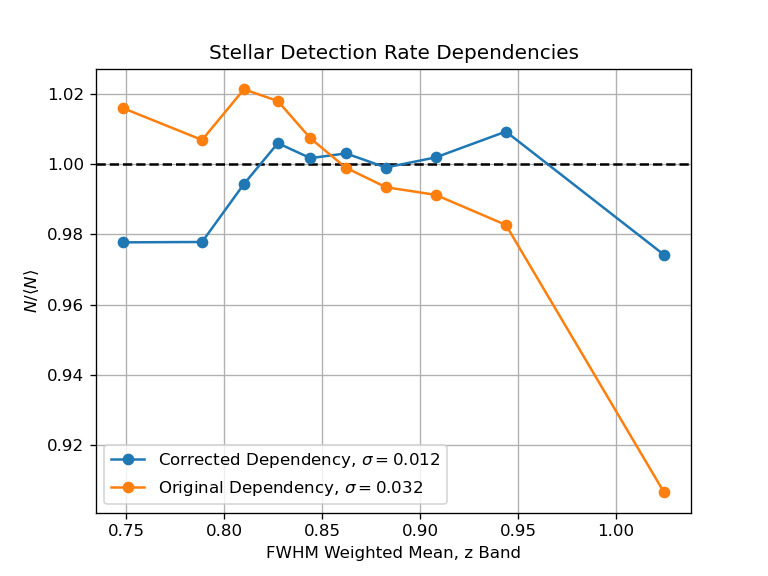 Stellar Detection Rate Dependencies
1.02
1.00
0.98
0.96
0.94
0.92
N/⟨N⟩
Corrected Dependency, σ = 0.012
Original Dependency, σ = 0.032
0.75 0.80 0.85 0.90 0.95 1.00
FWHM Weighted Mean, z Band